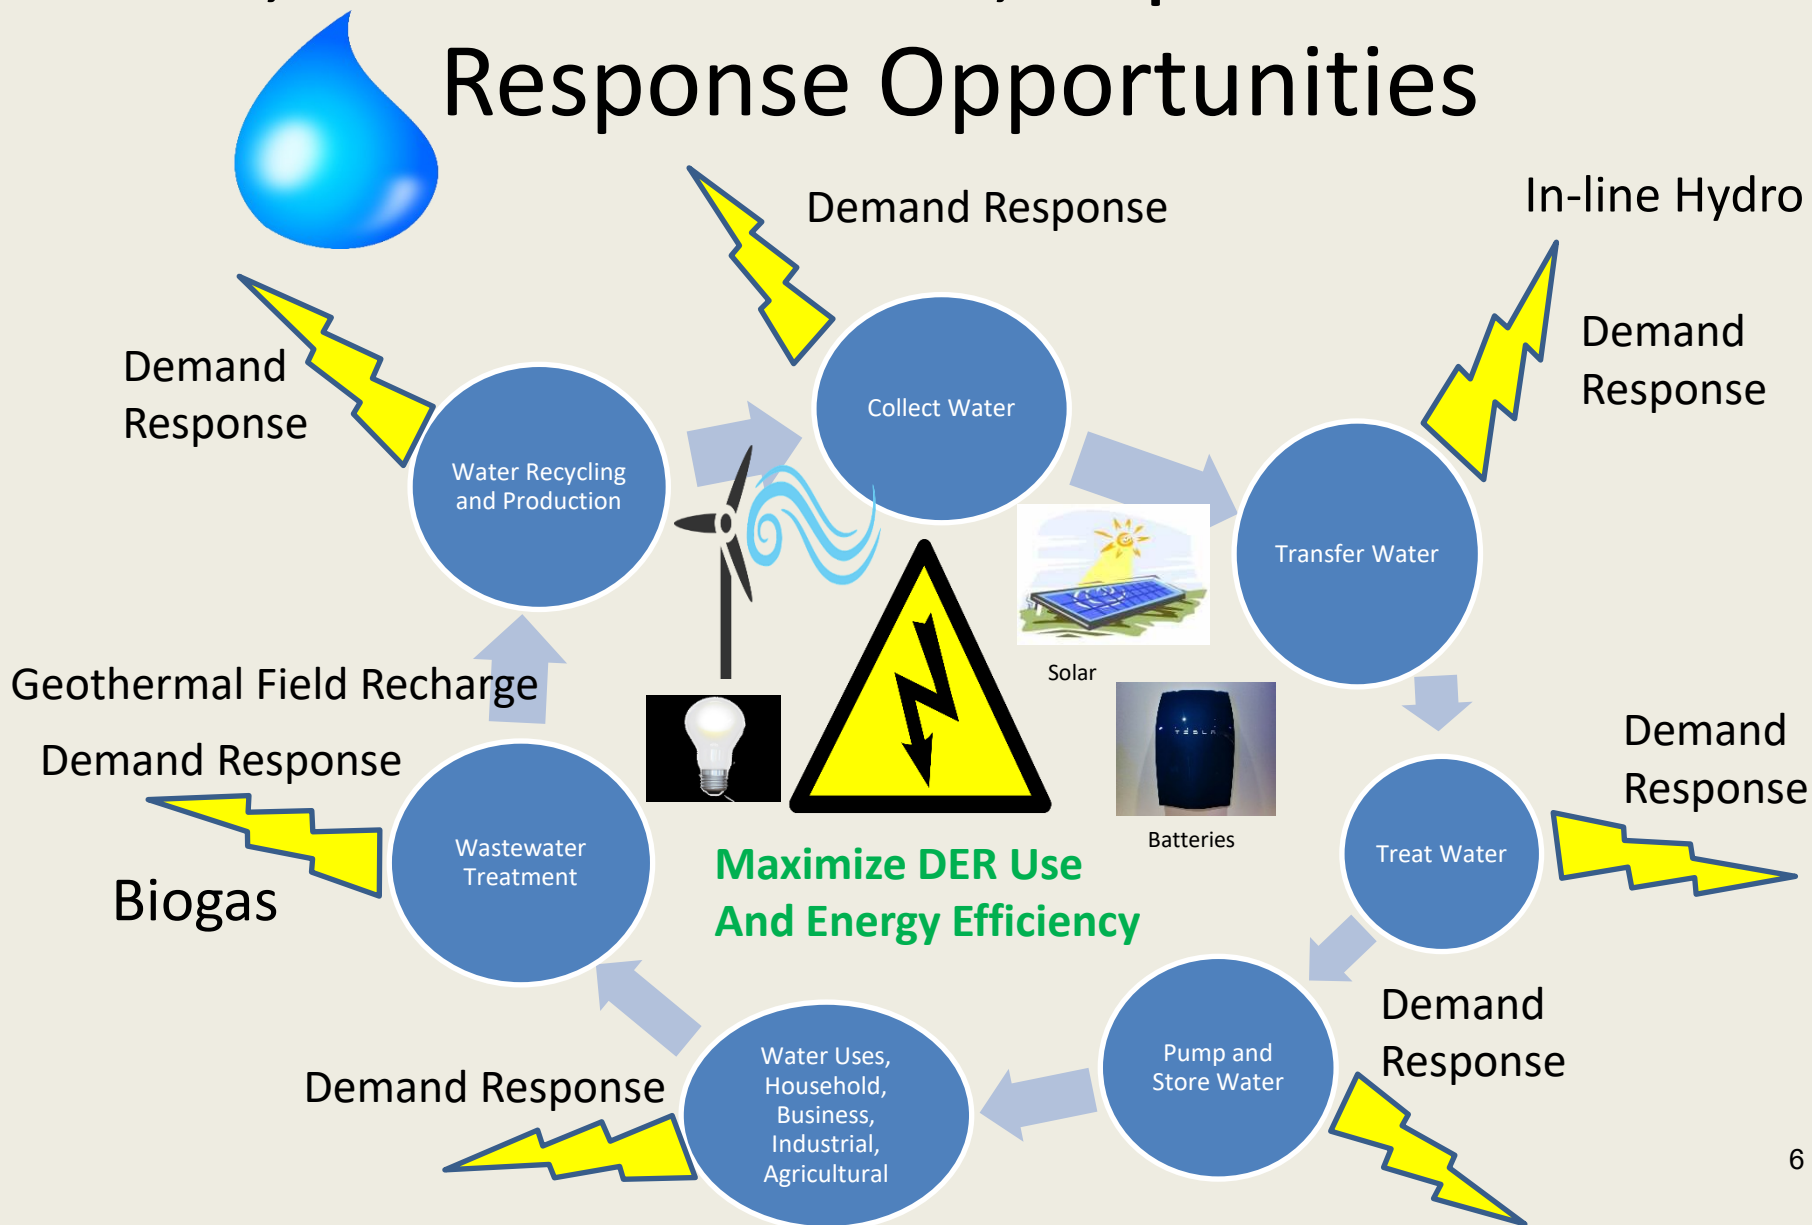 Response Opportunities
Demand Response
In-line Hydro
Demand
Response
Demand
Response
Collect Water
Water Recycling
and Production
Transfer Water
Solar
Geothermal Field Recharge
Demand Response
TESLA
Batteries
Demand
Response
Wastewater
Treatment
Biogas
Treat Water
Maximize DER Use
And Energy Efficiency
Pump and
Store Water
Demand
Response
Water Uses,
Household,
Business,
Industrial,
Agricultural
Demand Response
6